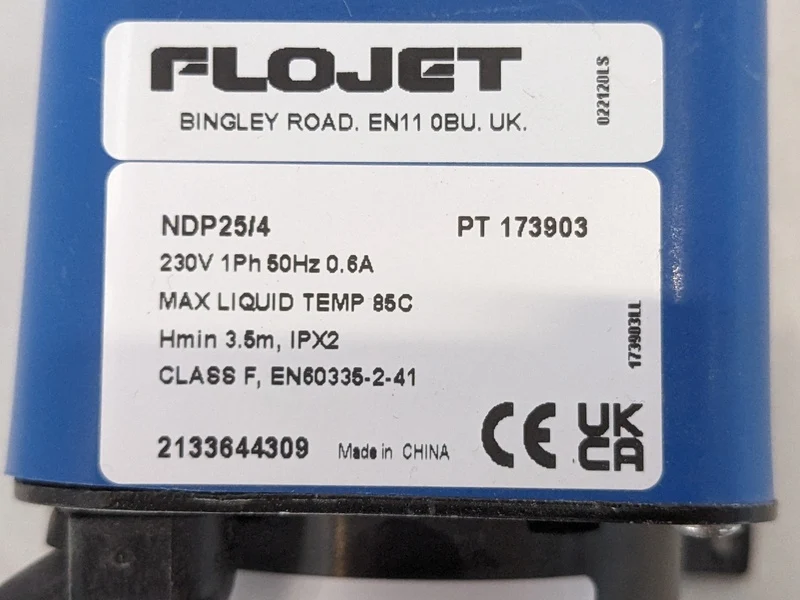 FLOJET
BINGLEY ROAD. EN11 0BU. UK.
022120LS
NDP25/4 PT 173903
230V 1Ph 50Hz 0.6A
MAX LIQUID TEMP 85C
Hmin 3.5m, IPX2
CLASS F, EN60335-2-41
173903LL
2133644309 Made in CHINA
CE UK CA